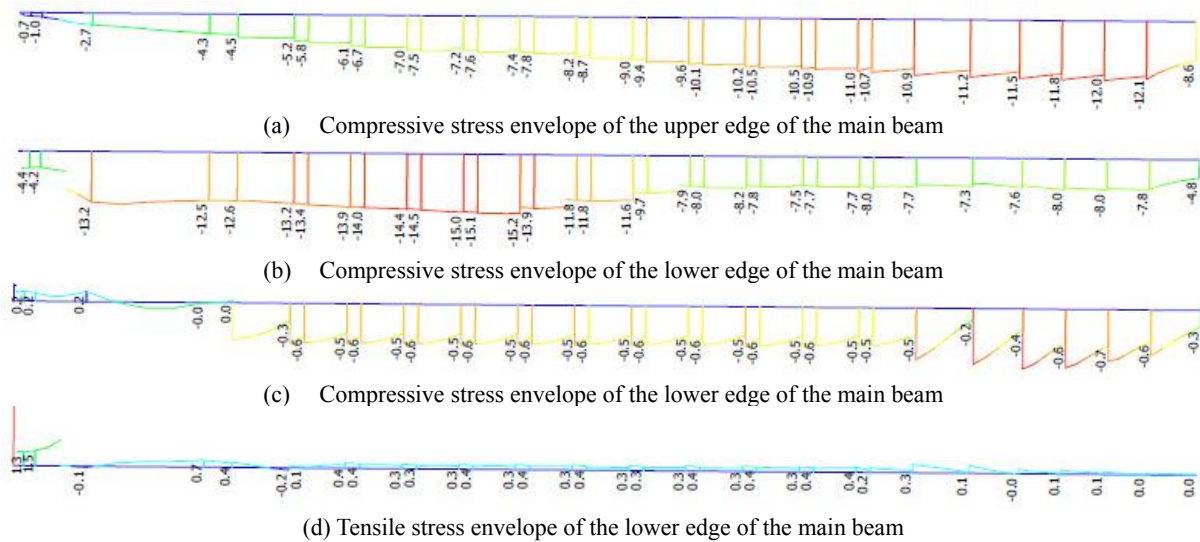 -0.7 -1.0 -2.7 -4.3 -4.5 -5.2 -5.8 -6.1 -6.7 -7.0 -7.5 -7.2 -7.6 -7.4 -7.8 -8.2 -8.7 -9.0 -9.4 -9.6 -10.1 -10.2 -10.5 -10.5 -10.9 -11.0 -10.7 -10.9 -11.2 -11.5 -11.8 -12.0 -12.1 -8.6
(a) Compressive stress envelope of the upper edge of the main beam
-4.4 -4.2 -13.2 -12.5 -12.6 -13.2 -13.4 -13.9 -14.0 -14.4 -14.5 -15.0 -15.1 -15.2 -13.9 -11.8 -11.8 -11.6 -9.7 -7.9 -8.0 -8.2 -7.8 -7.5 -7.7 -7.7 -8.0 -7.7 -7.3 -7.6 -8.0 -8.0 -7.8 -4.8
(b) Compressive stress envelope of the lower edge of the main beam
0.2 0.2 0.2 -0.0 0.0 -0.3 -0.6 -0.5 -0.6 -0.5 -0.6 -0.5 -0.6 -0.5 -0.6 -0.5 -0.6 -0.5 -0.6 -0.5 -0.6 -0.5 -0.6 -0.5 -0.6 -0.5 -0.5 -0.5 -0.2 -0.4 -0.6 -0.7 -0.6 -0.3
(c) Compressive stress envelope of the lower edge of the main beam
1.3 1.5 -0.1 0.7 0.4 -0.2 0.1 0.4 0.4 0.3 0.3 0.3 0.4 0.3 0.4 0.3 0.4 0.3 0.3 0.3 0.4 0.3 0.4 0.3 0.4 0.4 0.2 0.3 0.1 -0.0 0.1 0.1 0.0 0.0
(d) Tensile stress envelope of the lower edge of the main beam